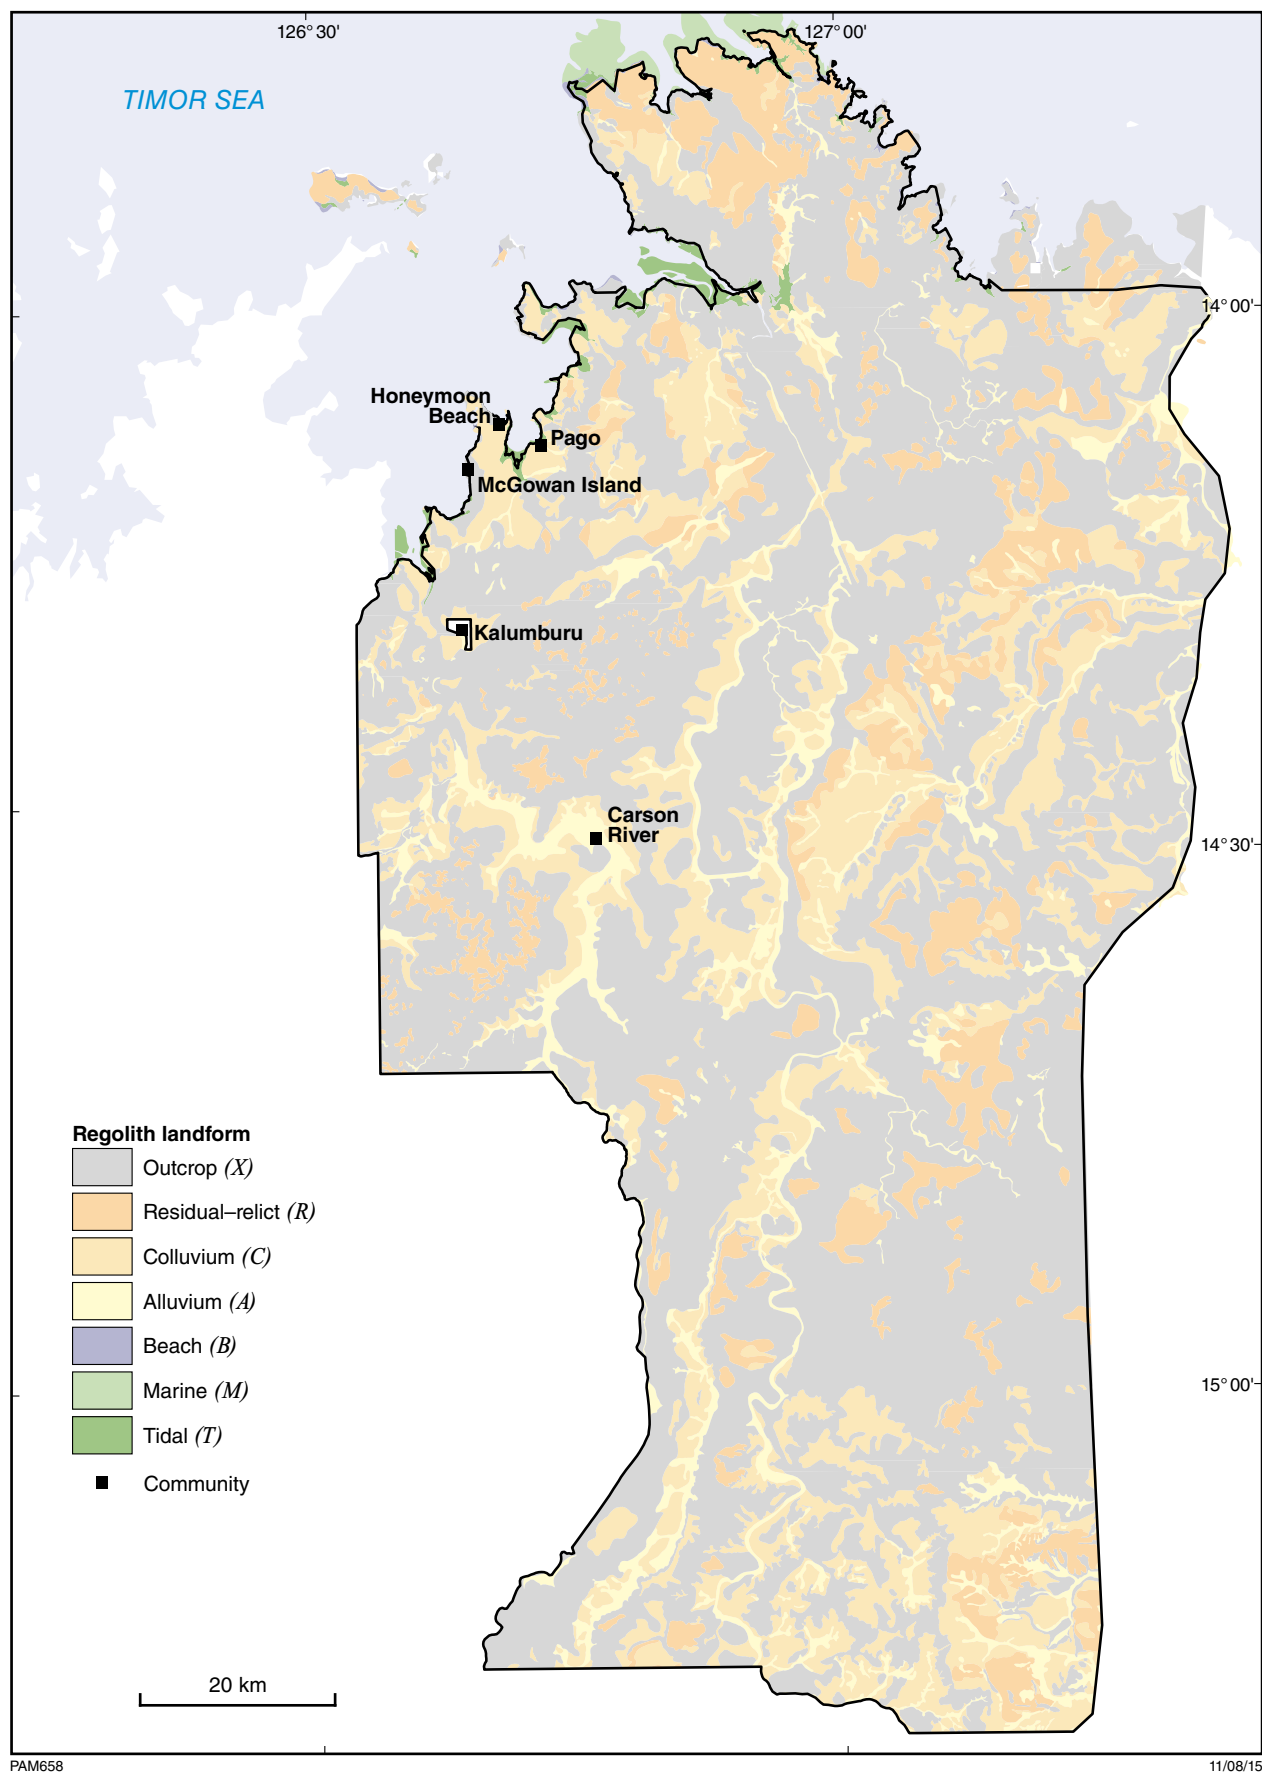 126° 30'
127° 00'
TIMOR SEA
14° 00'
Honeymoon
Beach
Pago
McGowan Island
Kalumburu
Carson
River
14° 30'
Regolith landform
Outcrop (X)
Residual–relict (R)
Colluvium (C)
Alluvium (A)
Beach (B)
Marine (M)
Tidal (T)
Community
15° 00'
20 km
PAM658
11/08/15